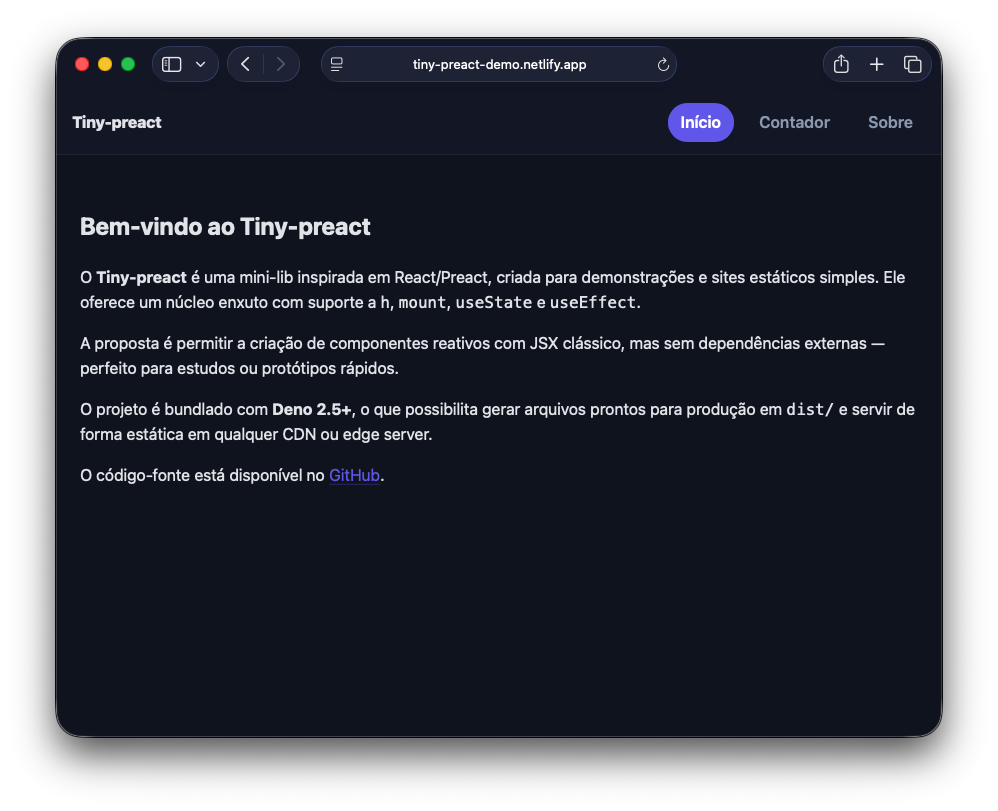 tiny-preact-demo.netlify.app
Tiny-preact
Início
Contador
Sobre
Bem-vindo ao Tiny-preact
O Tiny-preact é uma mini-lib inspirada em React/Preact, criada para demonstrações e sites estáticos simples. Ele
oferece um núcleo enxuto com suporte a h, mount, useState e useEffect.
A proposta é permitir a criação de componentes reativos com JSX clássico, mas sem dependências externas —
perfeito para estudos ou protótipos rápidos.
O projeto é bundlado com Deno 2.5+, o que possibilita gerar arquivos prontos para produção em dist/ e servir de
forma estática em qualquer CDN ou edge server.
O código-fonte está disponível no GitHub.